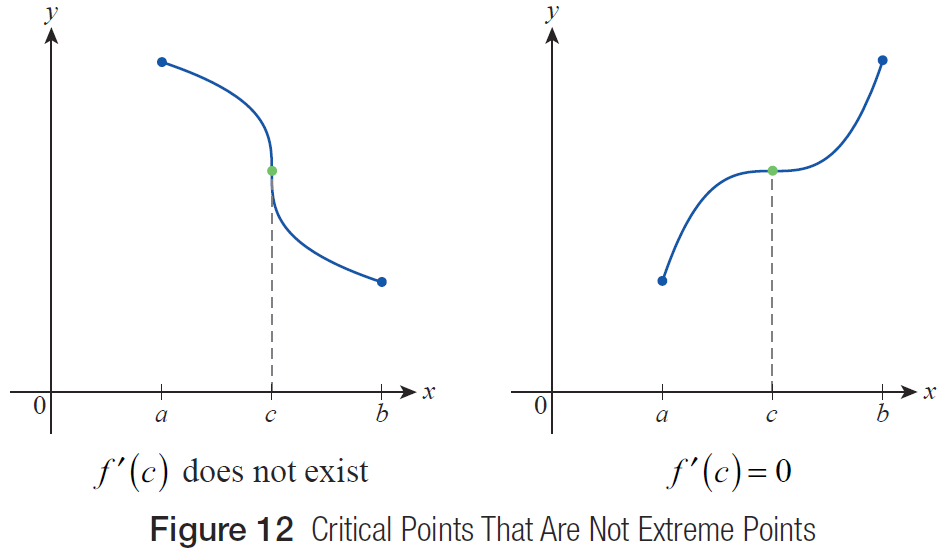 y
y
0
a
c
b
x
0
a
c
b
x
f′(c) does not exist
f′(c) = 0
Figure 12 Critical Points That Are Not Extreme Points